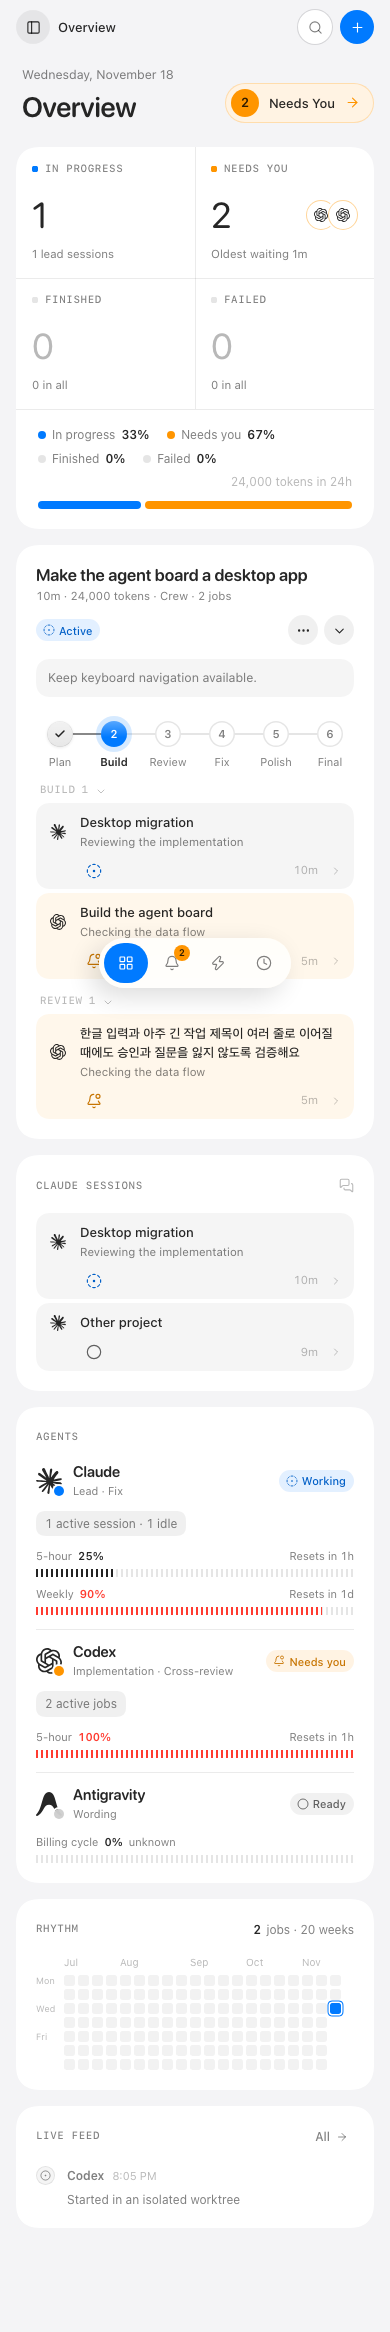 Overview
Wednesday, November 18
Overview
2 Needs You
IN PROGRESS
1
1 lead sessions
NEEDS YOU
2
Oldest waiting 1m
FINISHED
0
0 in all
FAILED
0
0 in all
In progress 33% Needs you 67%
Finished 0% Failed 0%
24,000 tokens in 24h
Make the agent board a desktop app
10m · 24,000 tokens · Crew · 2 jobs
Active
Keep keyboard navigation available.
2 3 4 5 6
Plan Build Review Fix Polish Final
BUILD 1
Desktop migration
Reviewing the implementation
10m
Build the agent board
Checking the data flow
5m
2
REVIEW 1
한글 입력과 아주 긴 작업 제목이 여러 줄로 이어질
때에도 승인과 질문을 잃지 않도록 검증해요
Checking the data flow
5m
CLAUDE SESSIONS
Desktop migration
Reviewing the implementation
10m
Other project
9m
AGENTS
Claude
Lead · Fix
Working
1 active session · 1 idle
5-hour 25% Resets in 1h
Weekly 90% Resets in 1d
Codex
Implementation · Cross-review
Needs you
2 active jobs
5-hour 100% Resets in 1h
Antigravity
Wording
Ready
Billing cycle 0% unknown
RHYTHM
2 jobs · 20 weeks
Jul Aug Sep Oct Nov
Mon
Wed
Fri
LIVE FEED
All
Codex 8:05 PM
Started in an isolated worktree